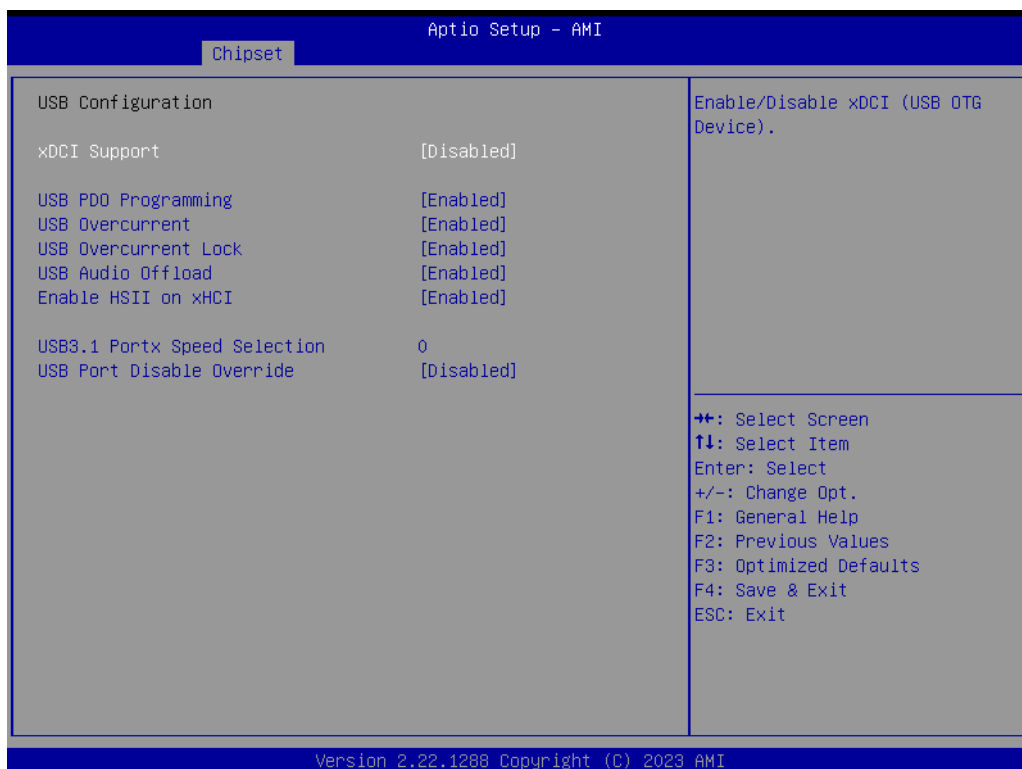 Aptio Setup – AMI
Chipset
USB Configuration
xDCI Support [Disabled]
USB PDO Programming [Enabled]
USB Overcurrent [Enabled]
USB Overcurrent Lock [Enabled]
USB Audio Offload [Enabled]
Enable HSII on xHCI [Enabled]
USB3.1 Portx Speed Selection 0
USB Port Disable Override [Disabled]
Enable/Disable xDCI (USB OTG
Device).
→←: Select Screen
↑↓: Select Item
Enter: Select
+/-: Change Opt.
F1: General Help
F2: Previous Values
F3: Optimized Defaults
F4: Save & Exit
ESC: Exit
Version 2.22.1288 Copyright (C) 2023 AMI